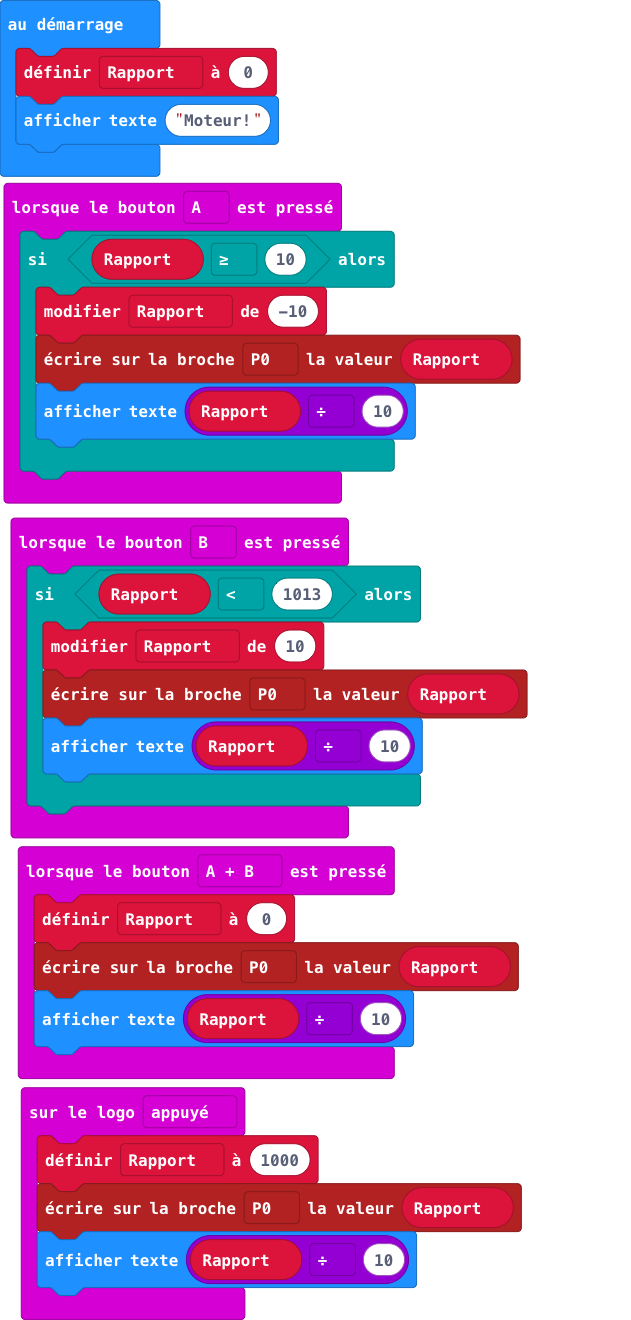 au démarrage
définir Rapport à 0
afficher texte "Moteur!"
lorsque le bouton A est pressé
si Rapport ≥ 10 alors
modifier Rapport de −10
écrire sur la broche P0 la valeur Rapport
afficher texte Rapport ÷ 10
lorsque le bouton B est pressé
si Rapport < 1013 alors
modifier Rapport de 10
écrire sur la broche P0 la valeur Rapport
afficher texte Rapport ÷ 10
lorsque le bouton A + B est pressé
définir Rapport à 0
écrire sur la broche P0 la valeur Rapport
afficher texte Rapport ÷ 10
sur le logo appuyé
définir Rapport à 1000
écrire sur la broche P0 la valeur Rapport
afficher texte Rapport ÷ 10